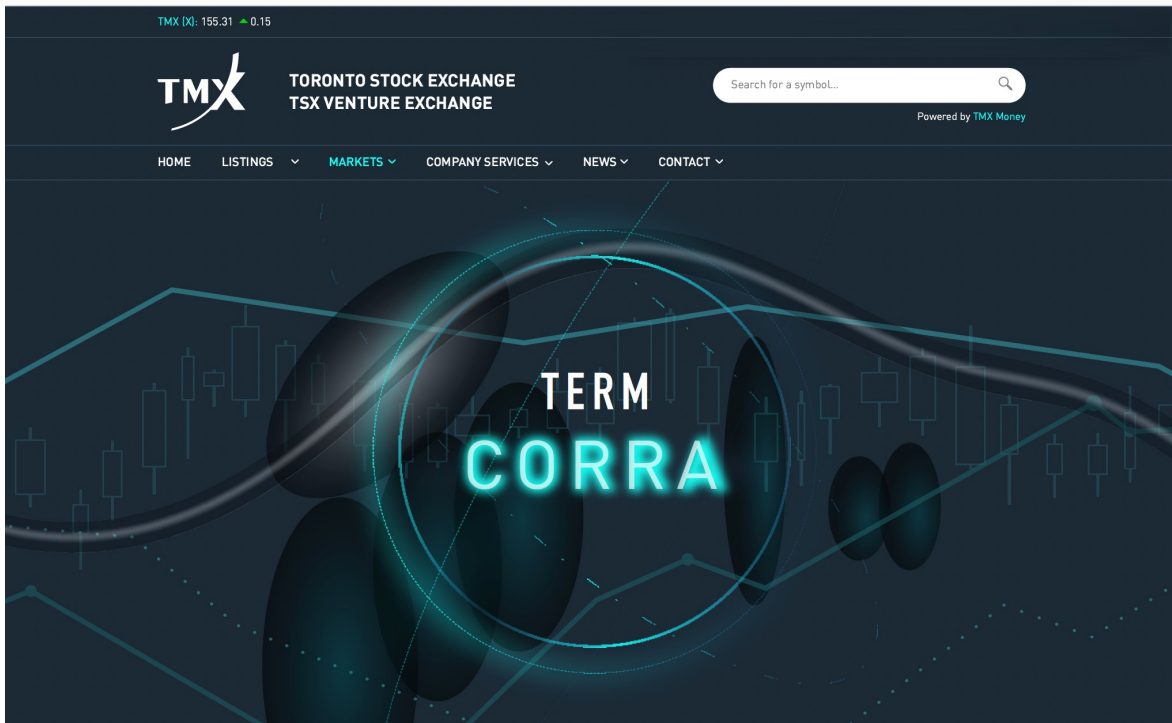 TMX (X): 155.31 0.15
TMX
TORONTO STOCK EXCHANGE
TSX VENTURE EXCHANGE
Search for a symbol...
Powered by TMX Money
HOME LISTINGS MARKETS COMPANY SERVICES NEWS CONTACT
TERM
CORRA